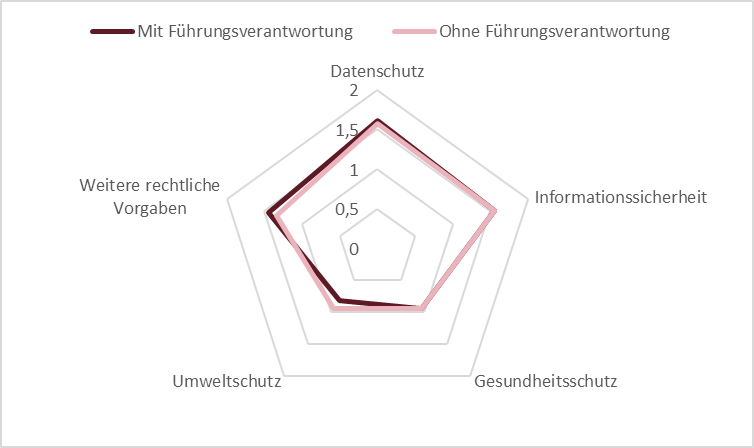 Mit Führungsverantwortung
Ohne Führungsverantwortung
Datenschutz
2
1,5
1
0,5
0
Informationssicherheit
Gesundheitsschutz
Umweltschutz
Weitere rechtliche
Vorgaben